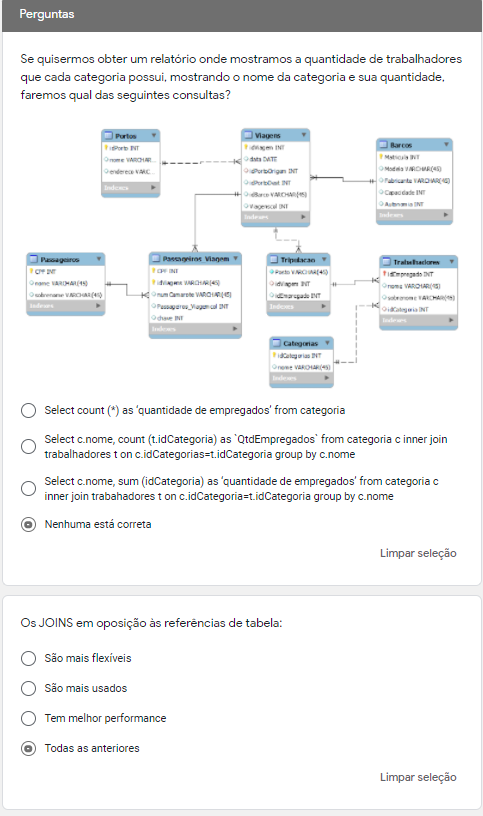 Perguntas
Se quisermos obter um relatório onde mostramos a quantidade de trabalhadores
que cada categoria possui, mostrando o nome da categoria e sua quantidade,
faremos qual das seguintes consultas?
Portos
idPorto INT
nome VARCHAR...
endereco VARC...
Indexes
Viagens
idViagem INT
data DATE
idPortoOrigen INT
idPortoDest INT
idBarco VARCHAR(45)
Viagenscol INT
Indexes
Barcos
Matricula INT
Modelo VARCHAR(45)
Fabricante VARCHAR(45)
Capacidade INT
Autonomia INT
Indexes
Passageiros
CPF INT
nome VARCHAR(45)
sobrenome VARCHAR(45)
Indexes
Passageiros_Viagem
CPF INT
idViagem VARCHAR(45)
num Camarote VARCHAR(45)
Passageiros_Viagemcol INT
chave INT
Indexes
Tripulacao
Posto VARCHAR(45)
idViagem INT
idEmpregado INT
Indexes
Trabalhadores
idEmpregado INT
nome VARCHAR(45)
sobrenome VARCHAR(45)
idCategoria INT
Indexes
Categorias
idCategorias INT
nome VARCHAR(45)
Indexes
Select count (*) as 'quantidade de empregados' from categoria
Select c.nome, count (t.idCategoria) as `QtdEmpregados` from categoria c inner join
trabalhadores t on c.idCategorias=t.idCategoria group by c.nome
Select c.nome, sum (idCategoria) as 'quantidade de empregados' from categoria c
inner join trabahadores t on c.idCategoria=t.idCategoria group by c.nome
Nenhuma está correta
Limpar seleção
Os JOINS em oposição às referências de tabela:
São mais flexíveis
São mais usados
Tem melhor performance
Todas as anteriores
Limpar seleção